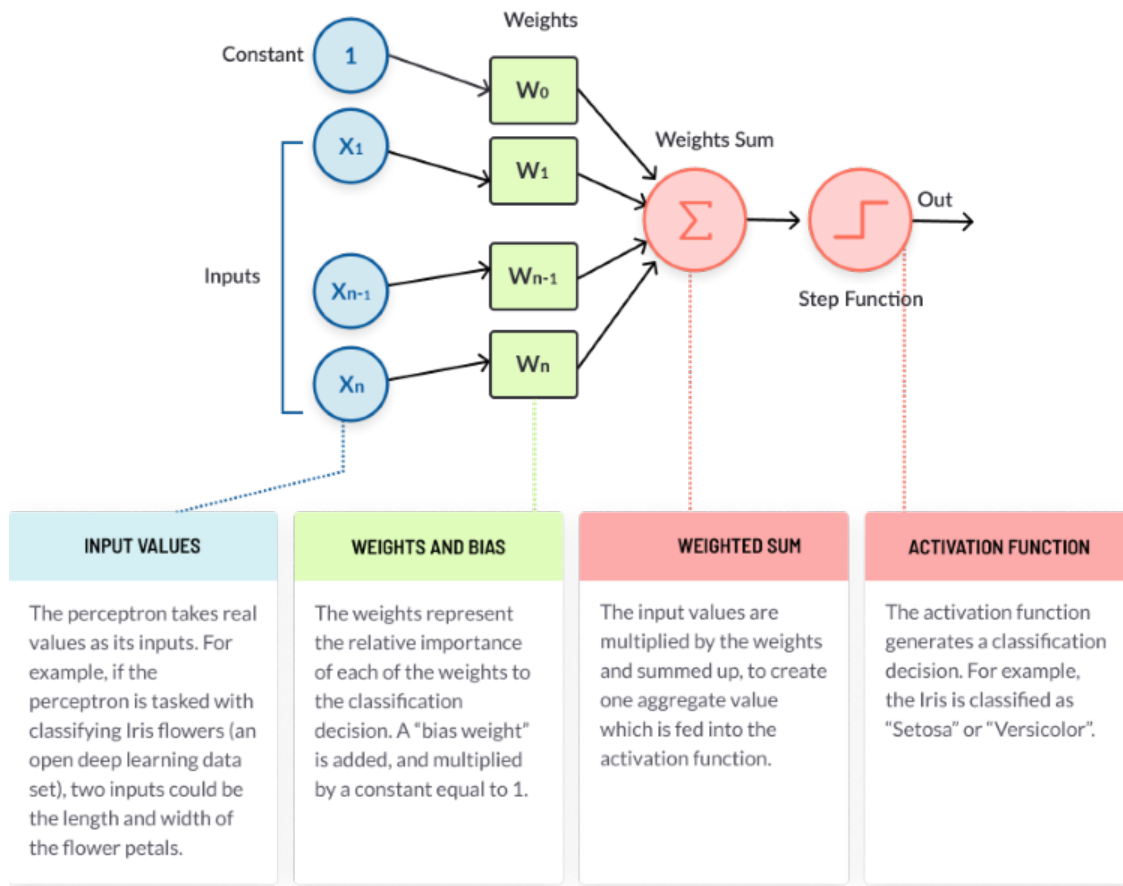 Weights
Constant
1
W0
X1
W1
Weights Sum
Σ
Out
Inputs
Xn-1
Wn-1
Step Function
Xn
Wn
INPUT VALUES
The perceptron takes real
values as its inputs. For
example, if the
perceptron is tasked with
classifying Iris flowers (an
open deep learning data
set), two inputs could be
the length and width of
the flower petals.
WEIGHTS AND BIAS
The weights represent
the relative importance
of each of the weights to
the classification
decision. A “bias weight”
is added, and multiplied
by a constant equal to 1.
WEIGHTED SUM
The input values are
multiplied by the weights
and summed up, to create
one aggregate value
which is fed into the
activation function.
ACTIVATION FUNCTION
The activation function
generates a classification
decision. For example,
the Iris is classified as
“Setosa” or “Versicolor”.